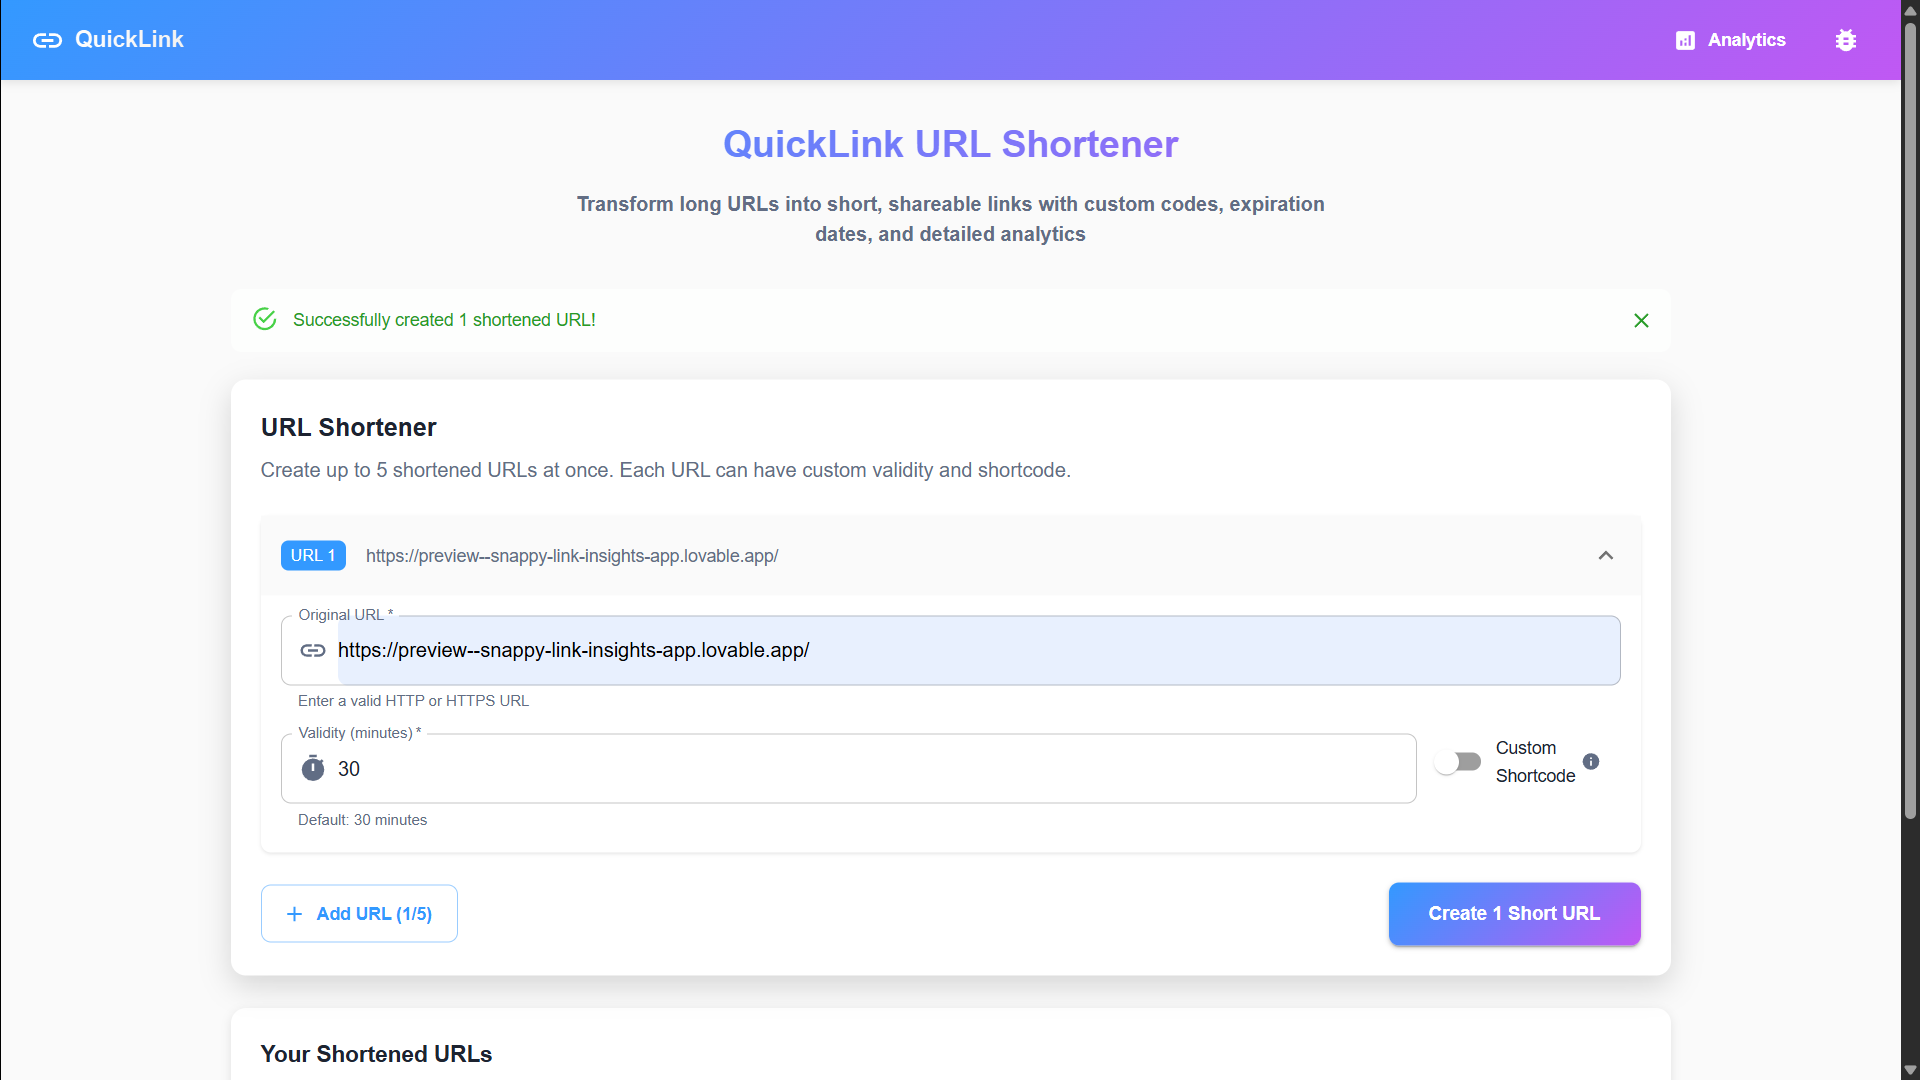 QuickLink
Analytics
QuickLink URL Shortener
Transform long URLs into short, shareable links with custom codes, expiration
dates, and detailed analytics
Successfully created 1 shortened URL!
URL Shortener
Create up to 5 shortened URLs at once. Each URL can have custom validity and shortcode.
URL 1 https://preview--snappy-link-insights-app.lovable.app/
Original URL *
https://preview--snappy-link-insights-app.lovable.app/
Enter a valid HTTP or HTTPS URL
Validity (minutes) *
30
Custom
Shortcode
Default: 30 minutes
Add URL (1/5)
Create 1 Short URL
Your Shortened URLs